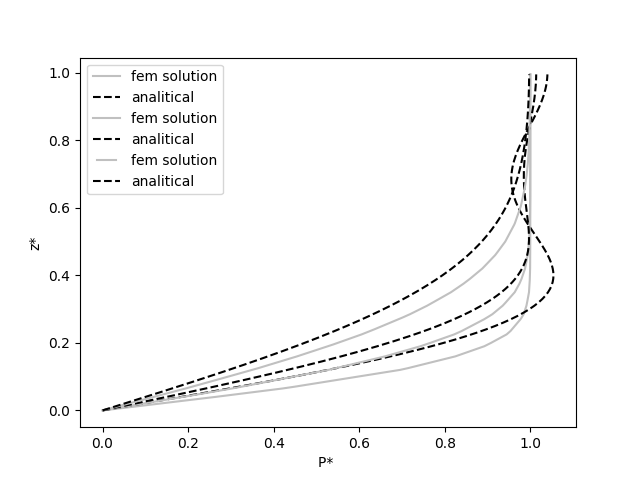 fem solution
analitical
fem solution
analitical
fem solution
analitical
1.0
0.8
0.6
0.4
0.2
0.0
z*
0.0 0.2 0.4 0.6 0.8 1.0
P*